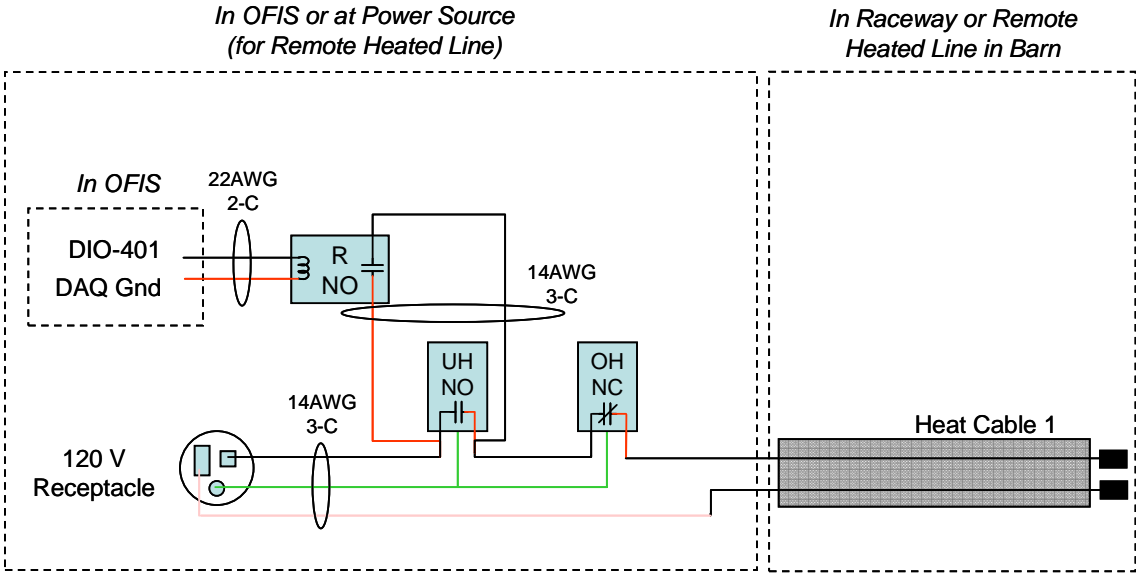 In OFIS or at Power Source
(for Remote Heated Line)
In Raceway or Remote
Heated Line in Barn
In OFIS
22AWG
2-C
DIO-401
DAQ Gnd
R
NO
14AWG
3-C
UH
NO
OH
NC
14AWG
3-C
Heat Cable 1
120 V
Receptacle